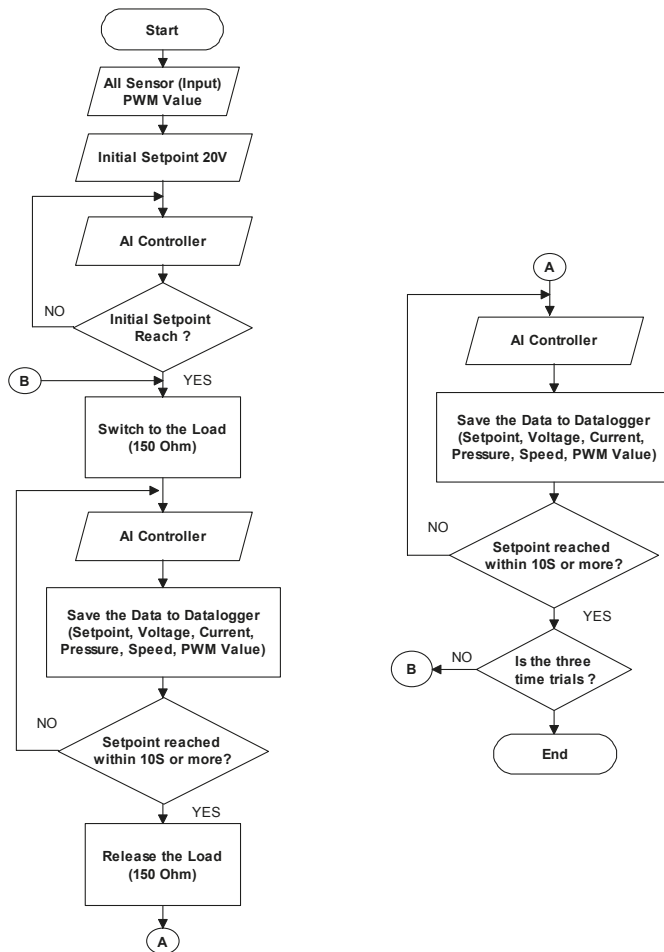 Start
All Sensor (Input)
PWM Value
Initial Setpoint 20V
AI Controller
NO
Initial Setpoint
Reach ?
B
YES
Switch to the Load
(150 Ohm)
AI Controller
Save the Data to Datalogger
(Setpoint, Voltage, Current,
Pressure, Speed, PWM Value)
NO
Setpoint reached
within 10S or more?
YES
Release the Load
(150 Ohm)
A
A
AI Controller
Save the Data to Datalogger
(Setpoint, Voltage, Current,
Pressure, Speed, PWM Value)
NO
Setpoint reached
within 10S or more?
YES
B
NO
Is the three
time trials ?
End